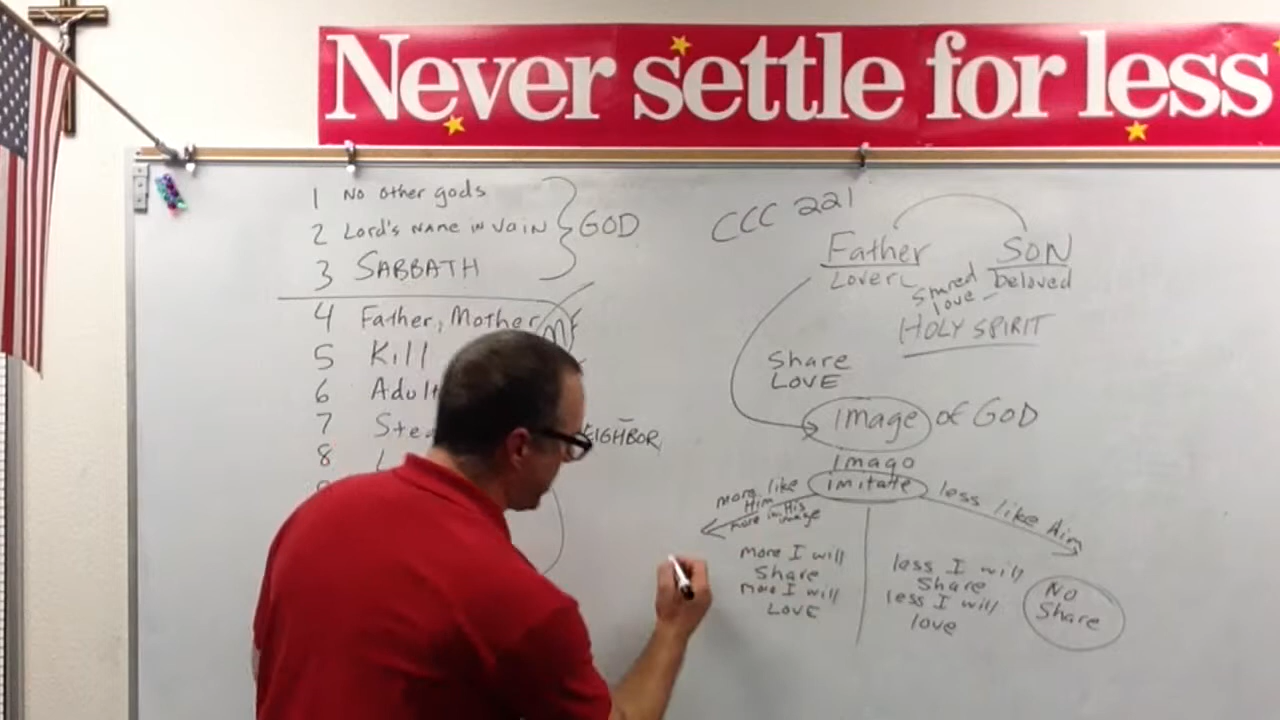 Never settle for less
1 No other gods
2 Lord's NAME in VaiN
3 SABBATH
GOD
4 Father, Mother
5 Kill
6
7
8
CCC 221
Father
Lover
SON
beloved
Shared
love
HOLY SPIRIT
Share
LOVE
image of GOD
imago
more like
Him
more in His
image
less like Him
more I will
Share
more I will
LOVE
less I will
Share
less I will
love
No
Share